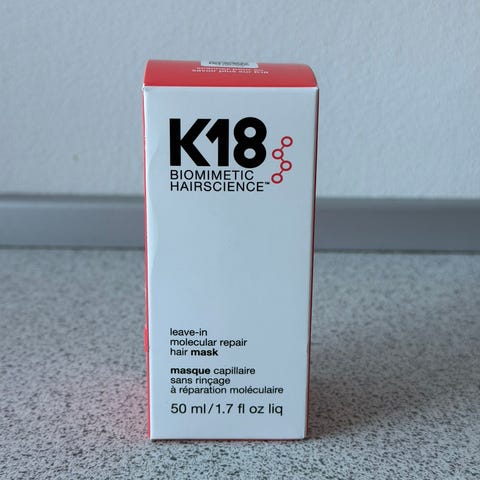 K18
BIOMIMETIC
HAIRSCIENCE™
leave-in
molecular repair
hair mask
masque capillaire
sans rinçage
à réparation moléculaire
50 ml/1.7 fl oz liq